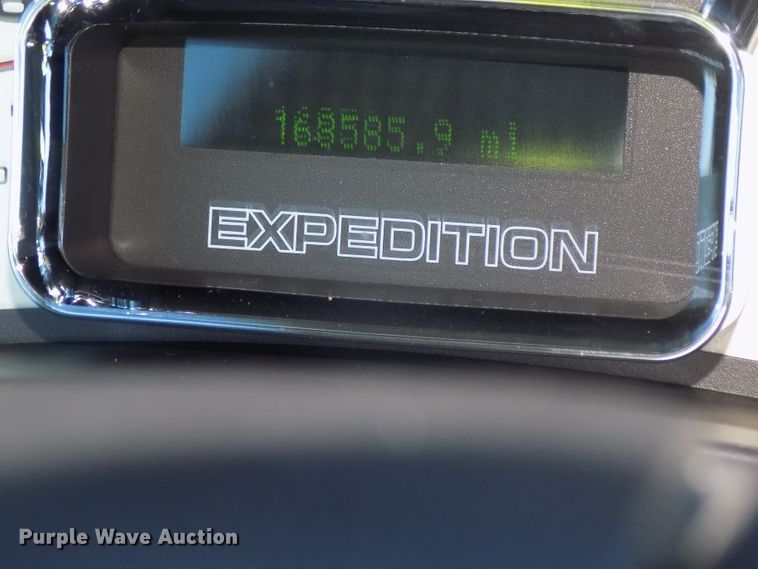 168585.9 mi
EXPEDITION
Purple Wave Auction